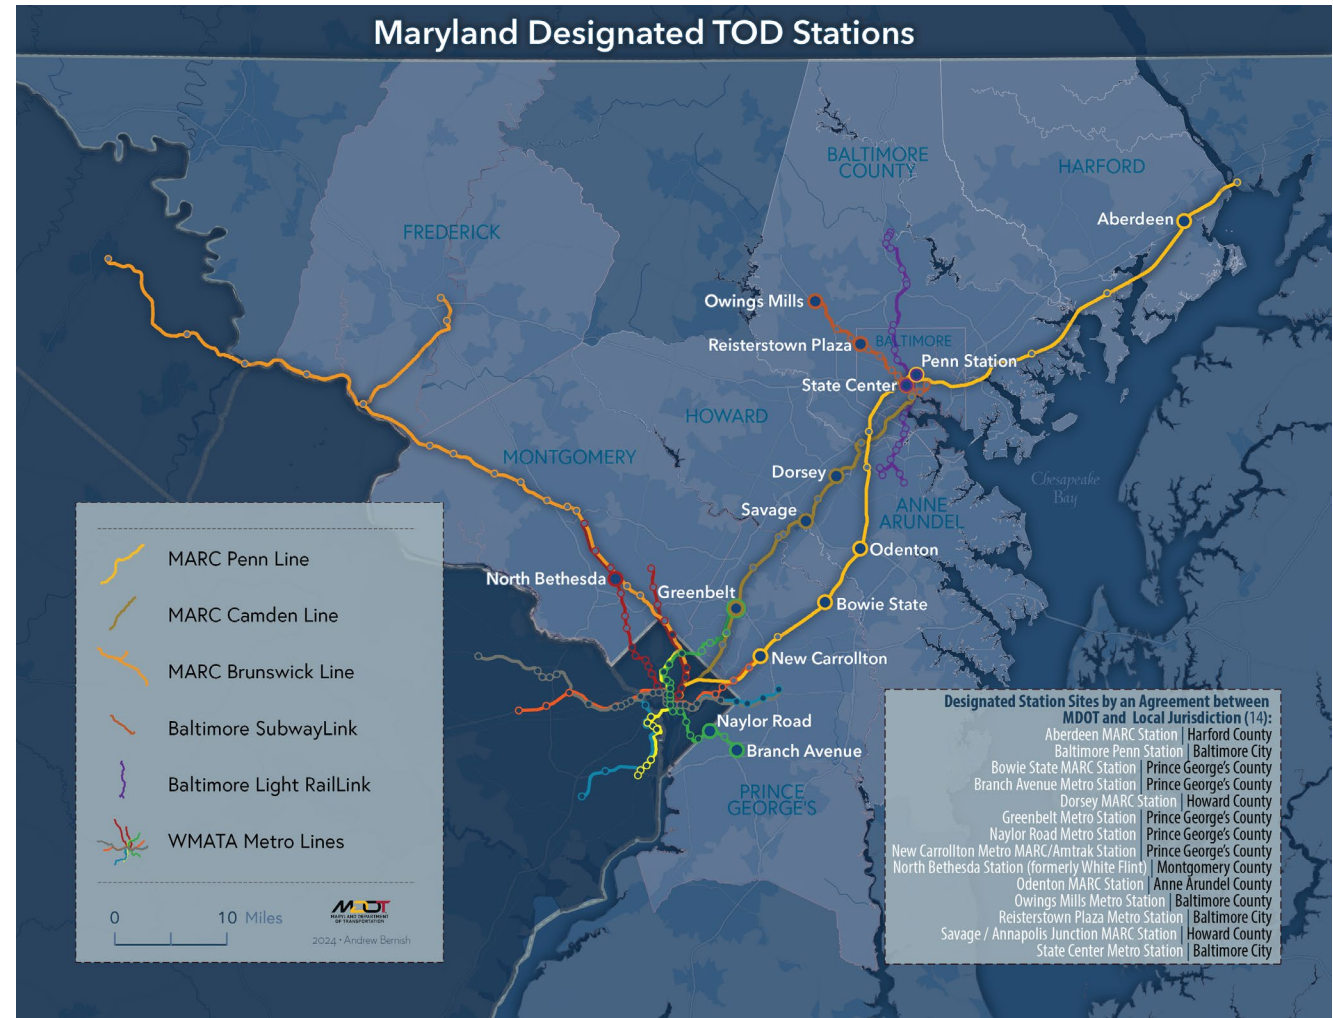 Maryland Designated TOD Stations
BALTIMORE
COUNTY
HARFORD
Aberdeen
FREDERICK
Owings Mills
Reisterstown Plaza
BALTIMORE
Penn Station
State Center
HOWARD
MONTGOMERY
Dorsey
Chesapeake
Bay
Savage
ANNE
ARUNDEL
Odenton
North Bethesda
Greenbelt
Bowie State
New Carrollton
Naylor Road
Branch Avenue
PRINCE
GEORGE'S
MARC Penn Line
MARC Camden Line
MARC Brunswick Line
Baltimore SubwayLink
Baltimore Light RailLink
WMATA Metro Lines
0 10 Miles
MDOT
MARYLAND DEPARTMENT
OF TRANSPORTATION
2024 • Andrew Bernish
Designated Station Sites by an Agreement between
MDOT and Local Jurisdiction (14):
Aberdeen MARC Station | Harford County
Baltimore Penn Station | Baltimore City
Bowie State MARC Station | Prince George's County
Branch Avenue Metro Station | Prince George's County
Dorsey MARC Station | Howard County
Greenbelt Metro Station | Prince George's County
Naylor Road Metro Station | Prince George's County
New Carrollton Metro MARC/Amtrak Station | Prince George's County
North Bethesda Station (formerly White Flint) | Montgomery County
Odenton MARC Station | Anne Arundel County
Owings Mills Metro Station | Baltimore County
Reisterstown Plaza Metro Station | Baltimore City
Savage / Annapolis Junction MARC Station | Howard County
State Center Metro Station | Baltimore City